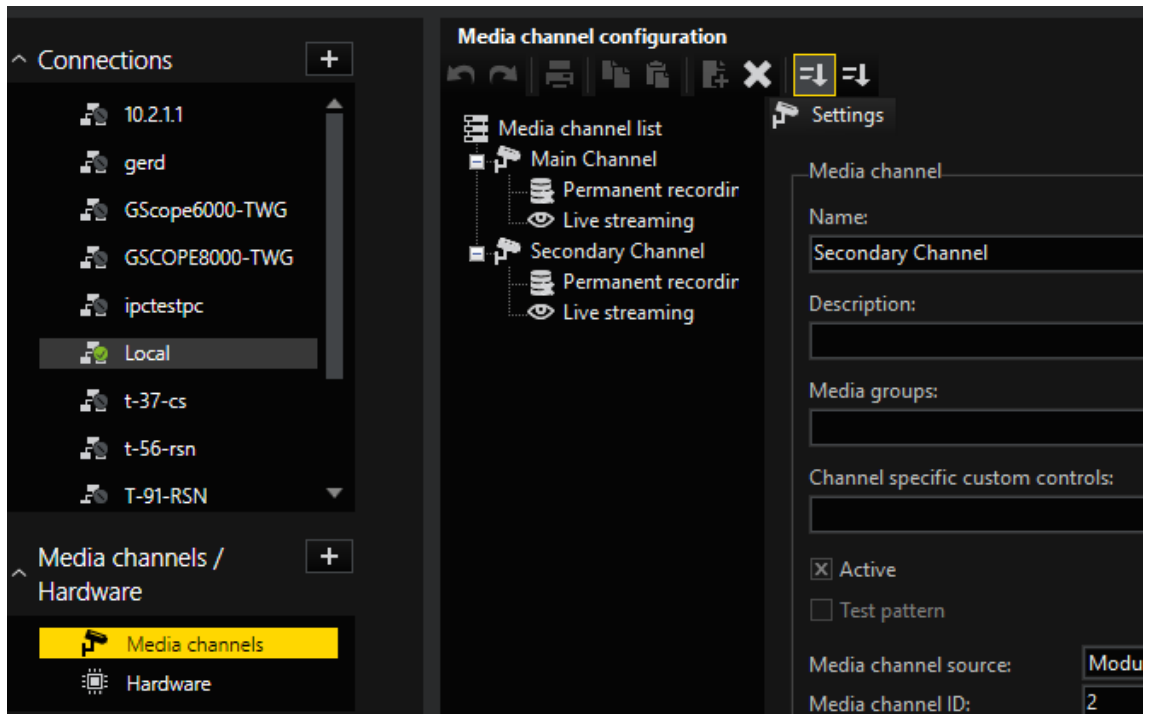 Connections
10.2.1.1
gerd
GScope6000-TWG
GSCOPE8000-TWG
ipctestpc
Local
t-37-cs
t-56-rsn
T-91-RSN
Media channels /
Hardware
Media channels
Hardware
Media channel configuration
Media channel list
Main Channel
Permanent recordin
Live streaming
Secondary Channel
Permanent recordin
Live streaming
Settings
Media channel
Name:
Secondary Channel
Description:
Media groups:
Channel specific custom controls:
Active
Test pattern
Media channel source: Modu
Media channel ID: 2